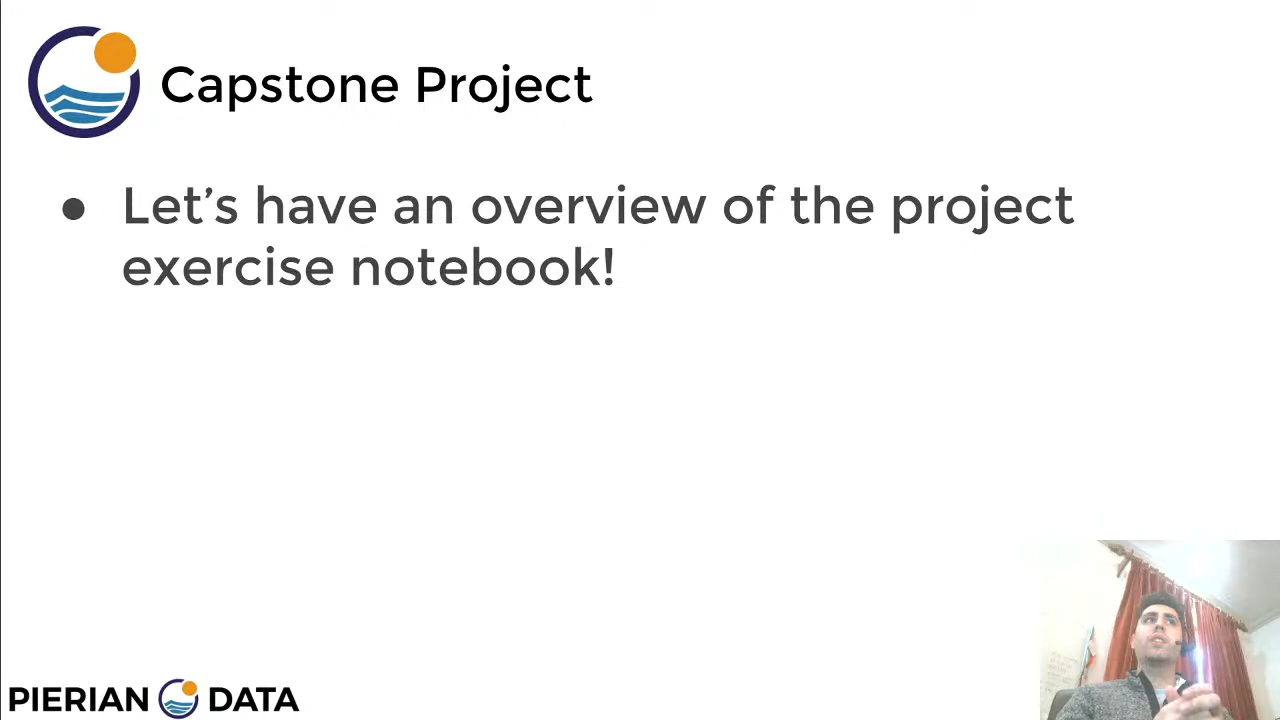 Capstone Project
● Let’s have an overview of the project
exercise notebook!
PIERIAN DATA